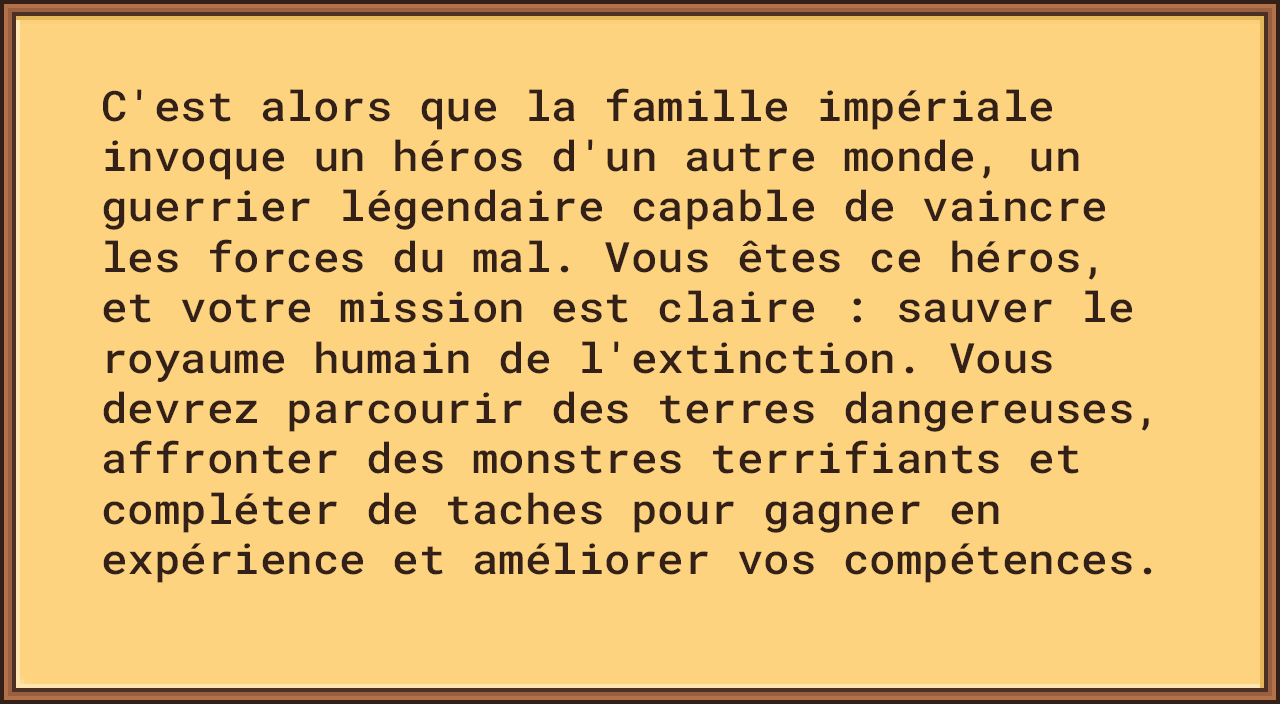 C'est alors que la famille impériale
invoque un héros d'un autre monde, un
guerrier légendaire capable de vaincre
les forces du mal. Vous êtes ce héros,
et votre mission est claire : sauver le
royaume humain de l'extinction. Vous
devrez parcourir des terres dangereuses,
affronter des monstres terrifiants et
compléter de taches pour gagner en
expérience et améliorer vos compétences.